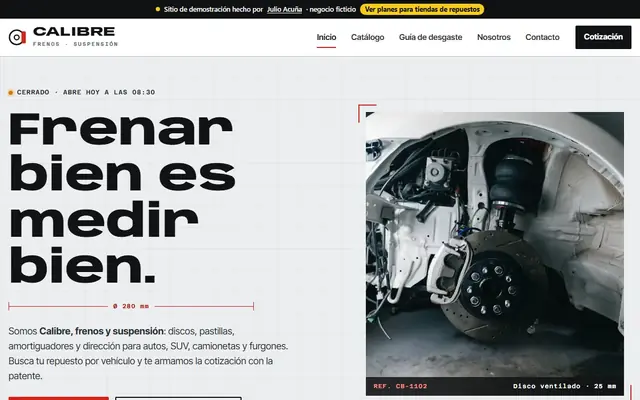 Sitio de demostración hecho por Julio Acuña · negocio ficticio Ver planes para tiendas de repuestos
CALIBRE
FRENOS · SUSPENSIÓN
Inicio Catálogo Guía de desgaste Nosotros Contacto Cotización
CERRADO · ABRE HOY A LAS 08:30
Frenar
bien es
medir
bien.
Ø 280 mm
Somos Calibre, frenos y suspensión: discos, pastillas,
amortiguadores y dirección para autos, SUV, camionetas y furgones.
Busca tu repuesto por vehículo y te armamos la cotización con la
patente.
REF. CB-1102 Disco ventilado · 25 mm